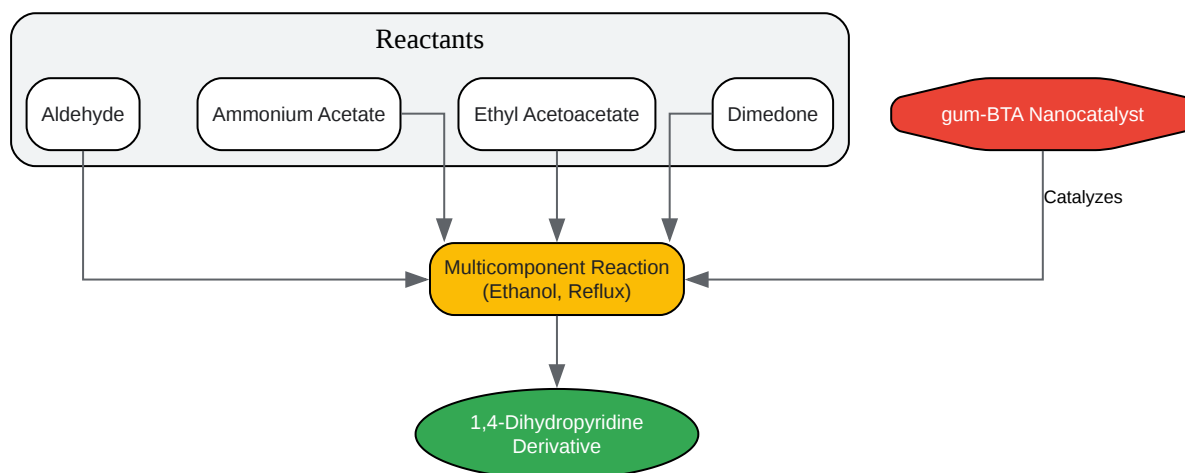 Reactants
Aldehyde
Ammonium Acetate
Ethyl Acetoacetate
Dimedone
gum-BTA Nanocatalyst
Catalyzes
Multicomponent Reaction
(Ethanol, Reflux)
1,4-Dihydropyridine
Derivative